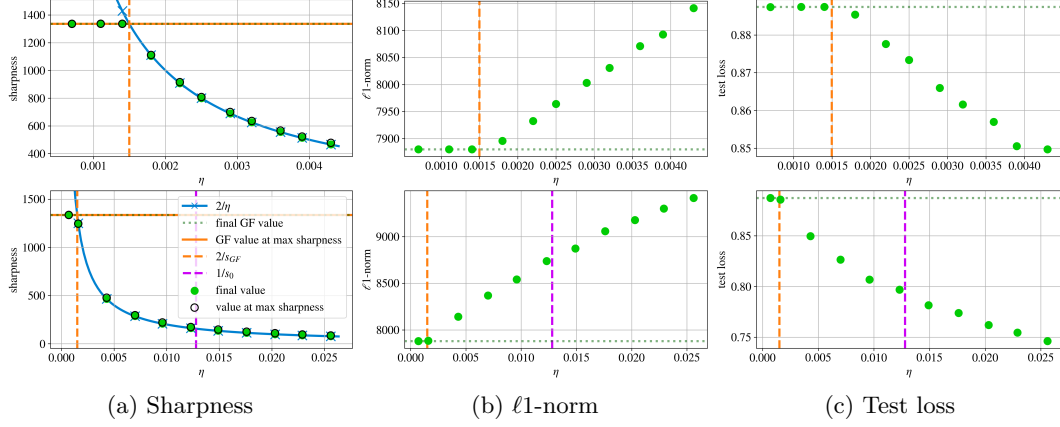 1400
1200
1000
800
600
400
sharpness
0.001
0.002
0.003
0.004
η
8150
8100
8050
8000
7950
7900
ℓ1-norm
0.0010
0.0015
0.0020
0.0025
0.0030
0.0035
0.0040
η
0.88
0.87
0.86
0.85
test loss
0.0010
0.0015
0.0020
0.0025
0.0030
0.0035
0.0040
η
1500
1000
500
0
sharpness
0.000
0.005
0.010
0.015
0.020
0.025
η
2/η
final GF value
GF value at max sharpness
2/s_GF
1/s_0
final value
value at max sharpness
9000
8500
8000
ℓ1-norm
0.000
0.005
0.010
0.015
0.020
0.025
η
0.85
0.80
0.75
test loss
0.000
0.005
0.010
0.015
0.020
0.025
η
(a) Sharpness
(b) ℓ1-norm
(c) Test loss